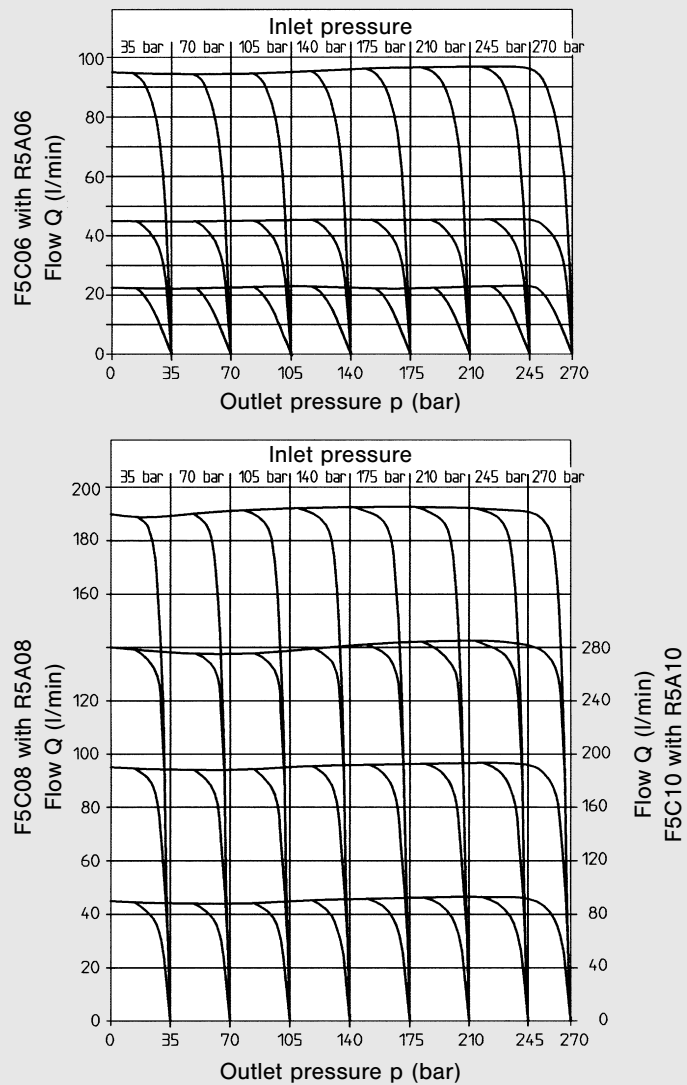 Inlet pressure
35 bar 70 bar 105 bar 140 bar 175 bar 210 bar 245 bar 270 bar
F5C06 with R5A06
Flow Q (l/min)
100
80
60
40
20
0
0 35 70 105 140 175 210 245 270
Outlet pressure p (bar)
Inlet pressure
35 bar 70 bar 105 bar 140 bar 175 bar 210 bar 245 bar 270 bar
F5C08 with R5A08
Flow Q (l/min)
200
180
160
120
100
80
60
40
20
0
280
240
200
160
120
80
40
0
Flow Q (l/min)
F5C10 with R5A10
0 35 70 105 140 175 210 245 270
Outlet pressure p (bar)